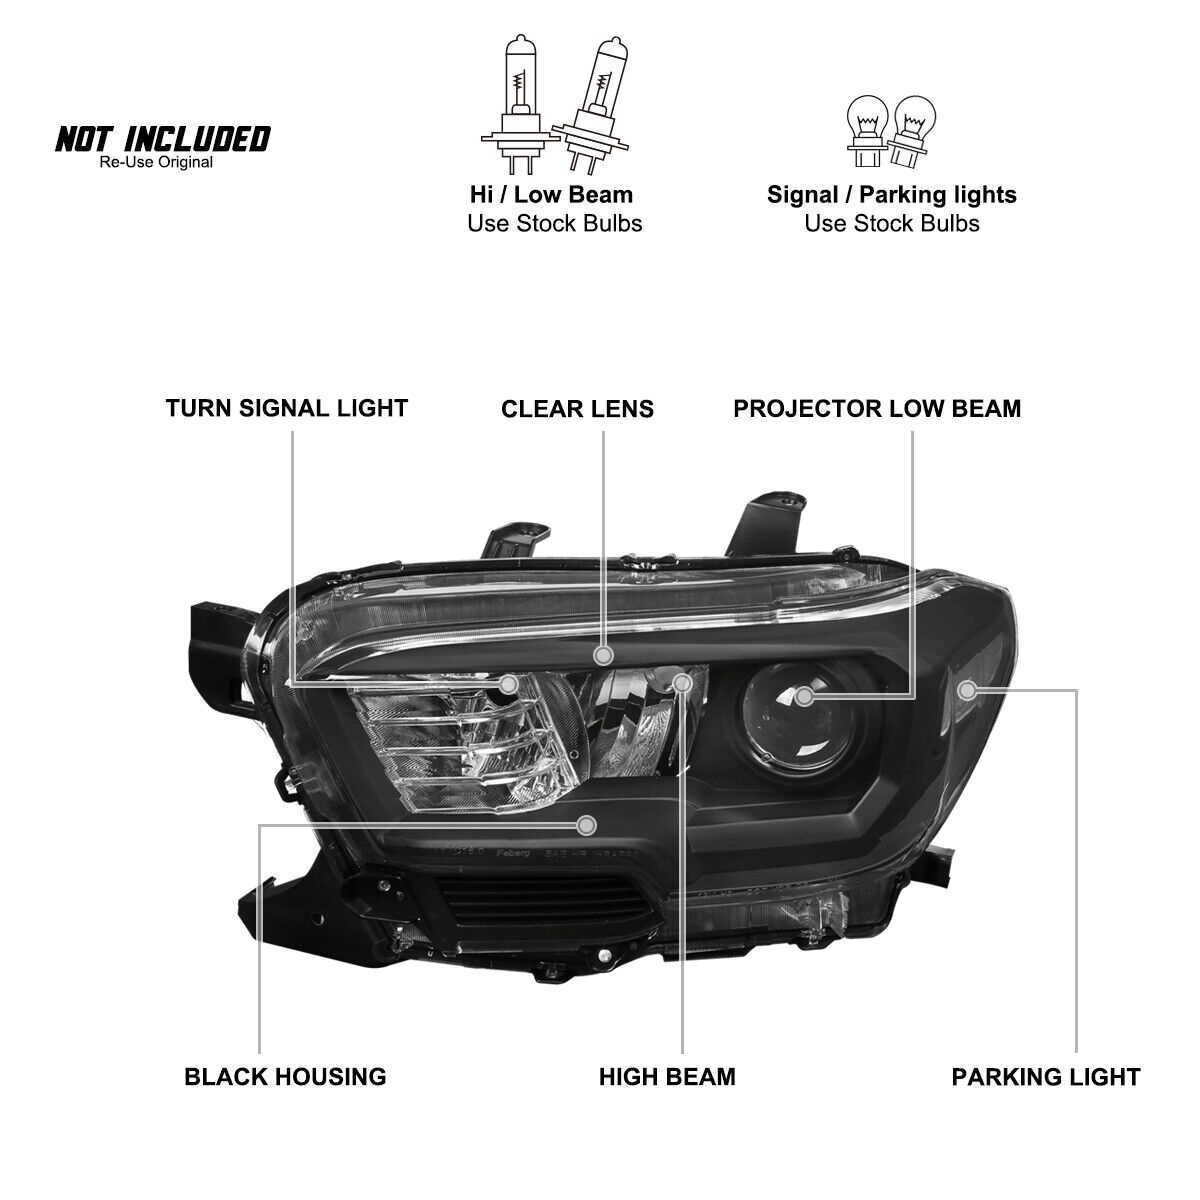 NOT INCLUDED
Re-Use Original
Hi / Low Beam
Use Stock Bulbs
Signal / Parking lights
Use Stock Bulbs
TURN SIGNAL LIGHT
CLEAR LENS
PROJECTOR LOW BEAM
BLACK HOUSING
HIGH BEAM
PARKING LIGHT